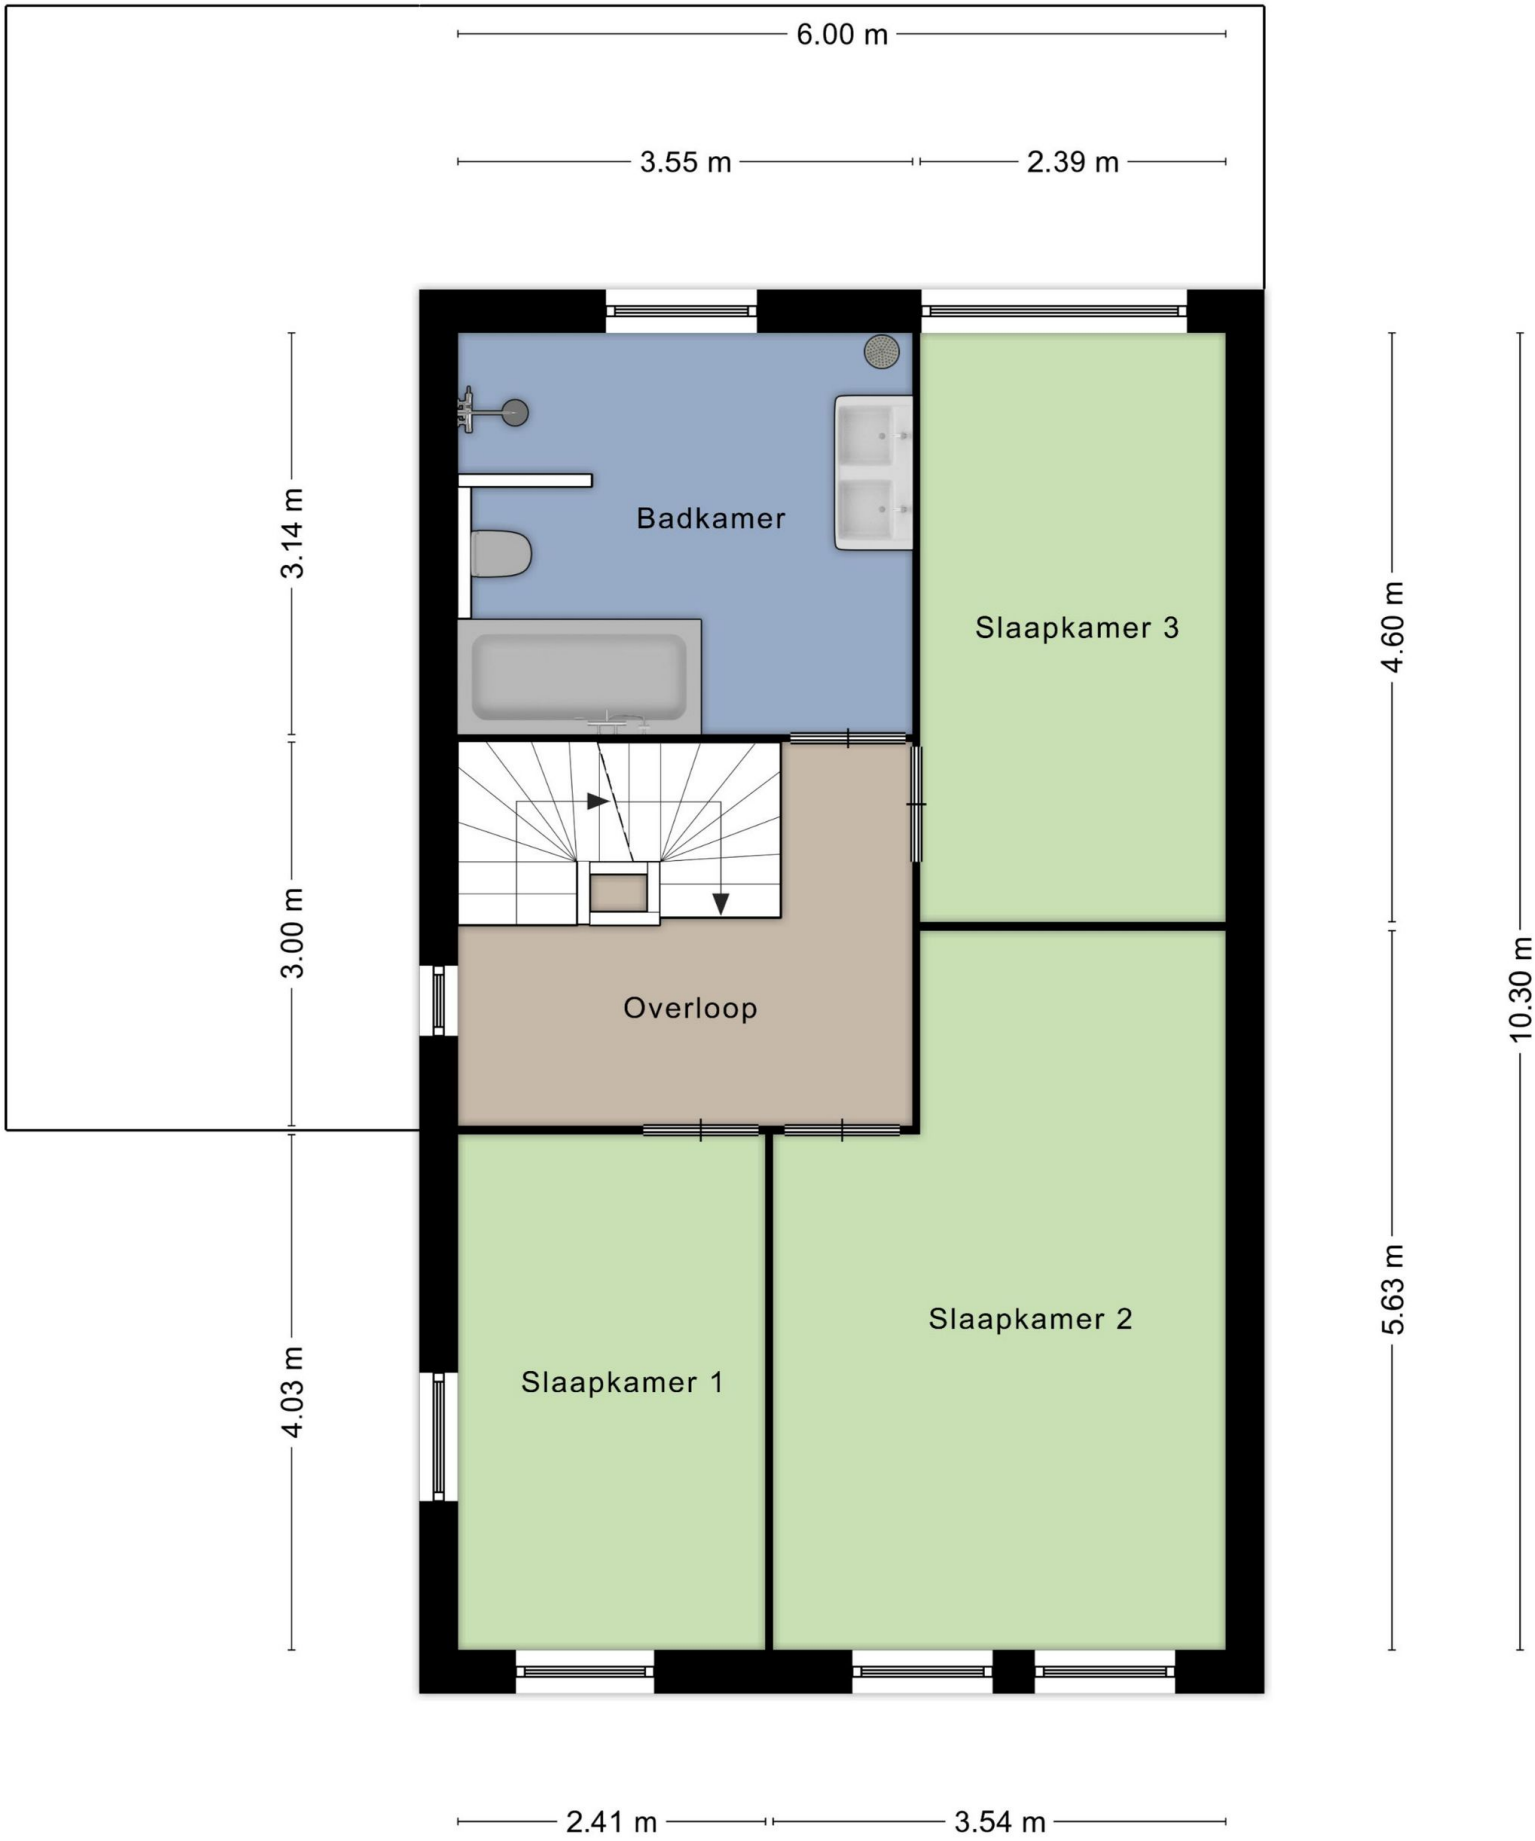 6.00 m
3.55 m
2.39 m
3.14 m
Badkamer
Slaapkamer 3
4.60 m
3.00 m
Overloop
10.30 m
5.63 m
Slaapkamer 2
4.03 m
Slaapkamer 1
2.41 m
3.54 m